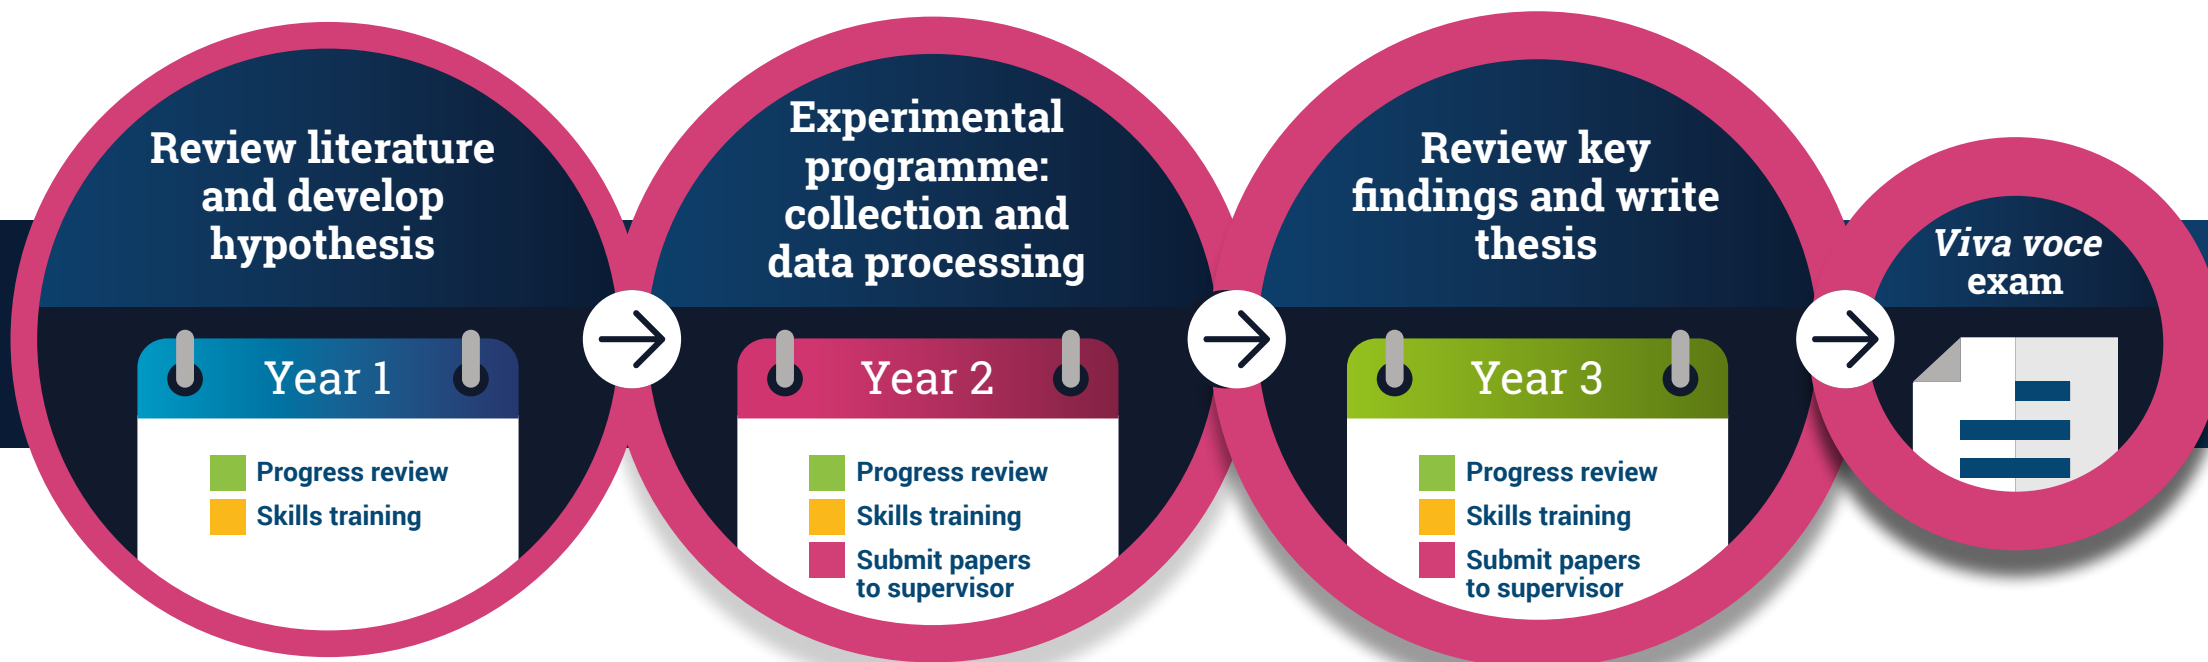 Review literature
and develop
hypothesis
Year 1
Progress review
Skills training
Experimental
programme:
collection and
data processing
Year 2
Progress review
Skills training
Submit papers
to supervisor
Review key
findings and write
thesis
Year 3
Progress review
Skills training
Submit papers
to supervisor
Viva voce
exam